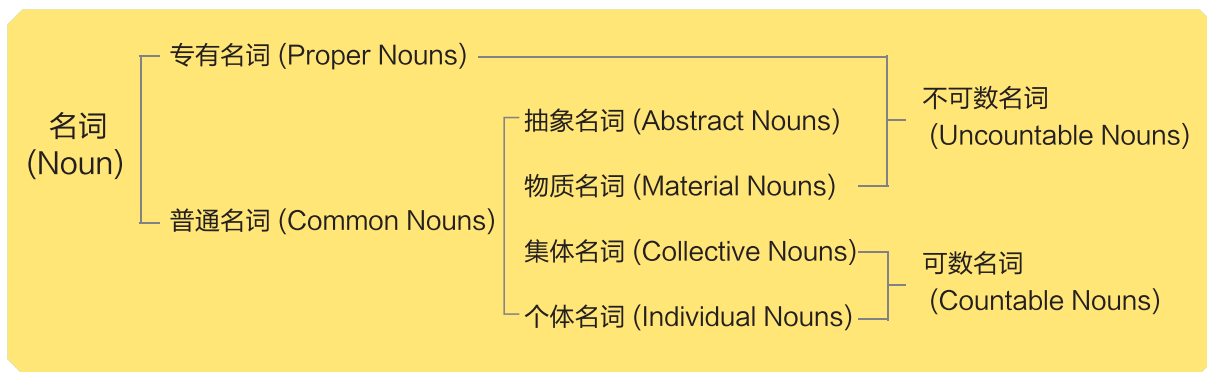 名词
(Noun)
专有名词 (Proper Nouns)
普通名词 (Common Nouns)
抽象名词 (Abstract Nouns)
物质名词 (Material Nouns)
集体名词 (Collective Nouns)
个体名词 (Individual Nouns)
不可数名词
(Uncountable Nouns)
可数名词
(Countable Nouns)